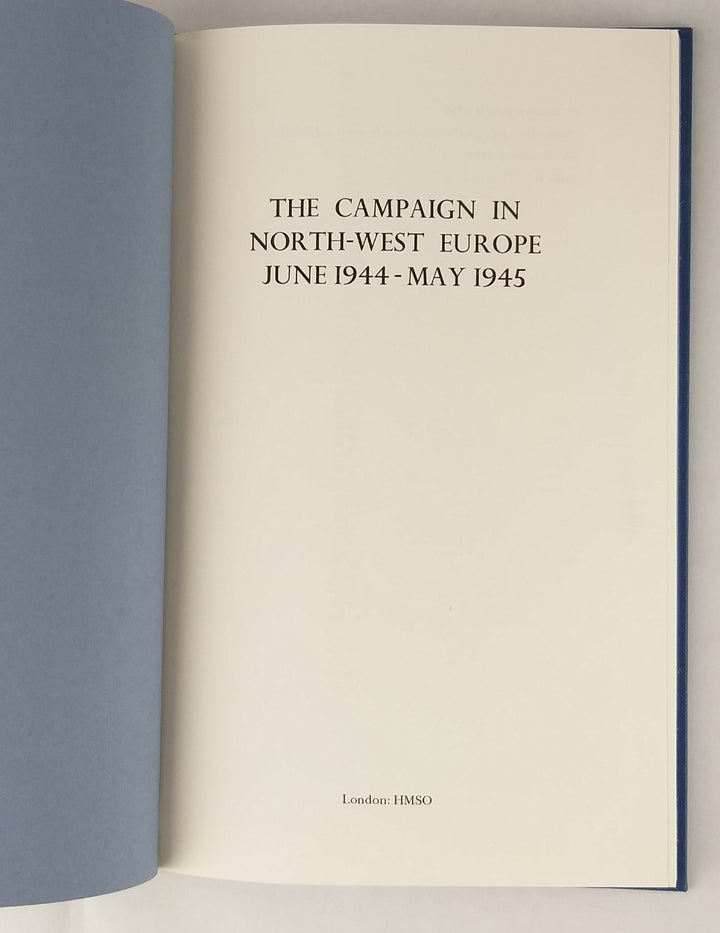 THE CAMPAIGN IN
NORTH-WEST EUROPE
JUNE 1944 - MAY 1945
London: HMSO